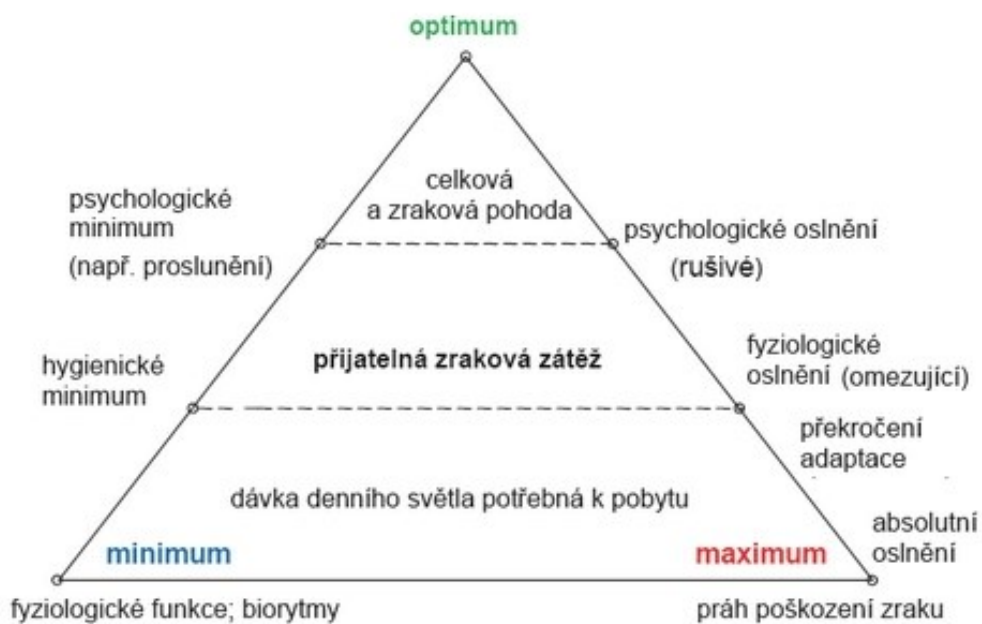 optimum
celková
a zraková pohoda
psychologické
minimum
(např. proslunění)
psychologické oslnění
(rušivé)
přijatelná zraková zátěž
hygienické
minimum
fyziologické
oslnění (omezující)
překročení
adaptace
dávka denního světla potřebná k pobytu
absolutní
oslnění
minimum
maximum
fyziologické funkce; biorytmy
práh poškození zraku